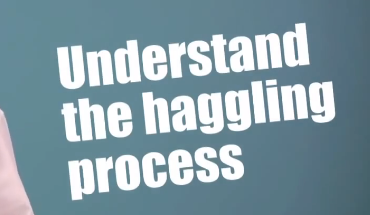 Understand
the haggling
process